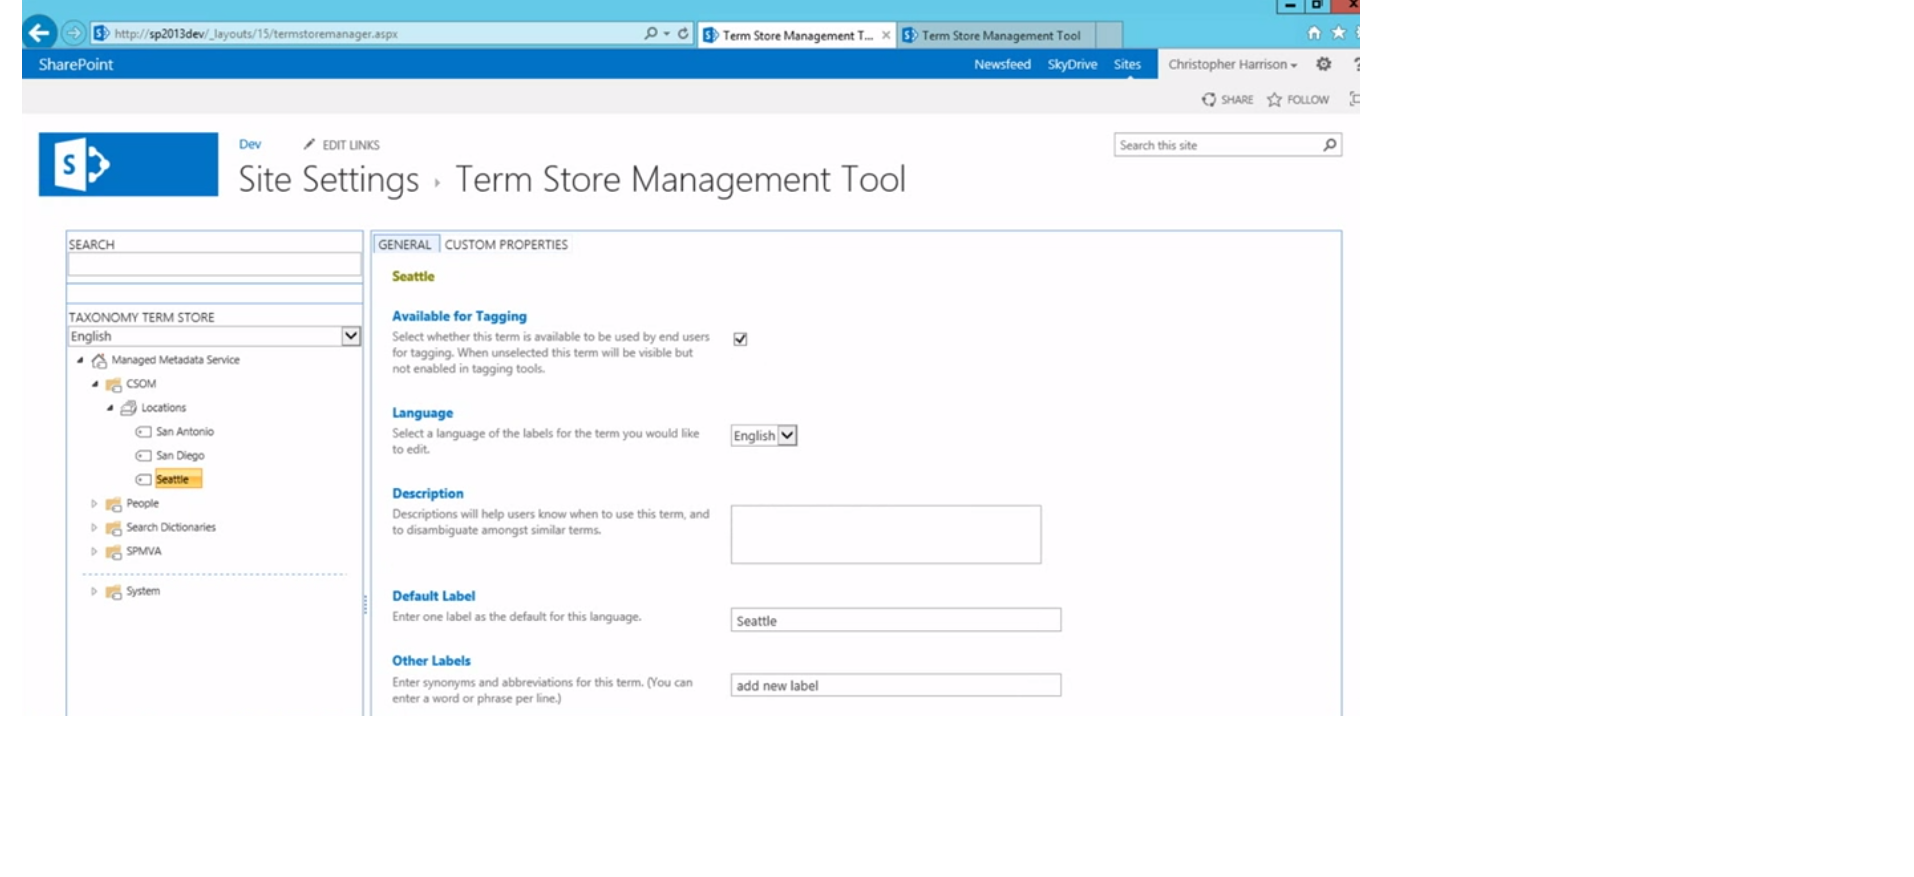 http://sp2013dev/_layouts/15/termstoremanager.aspx
Term Store Management T...
Term Store Management Tool
SharePoint
Newsfeed
SkyDrive
Sites
Christopher Harrison
?
SHARE
FOLLOW
S
Dev
EDIT LINKS
Search this site
Site Settings › Term Store Management Tool
SEARCH
TAXONOMY TERM STORE
English
Managed Metadata Service
CSOM
Locations
San Antonio
San Diego
Seattle
People
Search Dictionaries
SPMVA
System
GENERAL
CUSTOM PROPERTIES
Seattle
Available for Tagging
Select whether this term is available to be used by end users
for tagging. When unselected this term will be visible but
not enabled in tagging tools.
Language
Select a language of the labels for the term you would like
to edit.
English
Description
Descriptions will help users know when to use this term, and
to disambiguate amongst similar terms.
Default Label
Enter one label as the default for this language.
Seattle
Other Labels
Enter synonyms and abbreviations for this term. (You can
enter a word or phrase per line.)
add new label